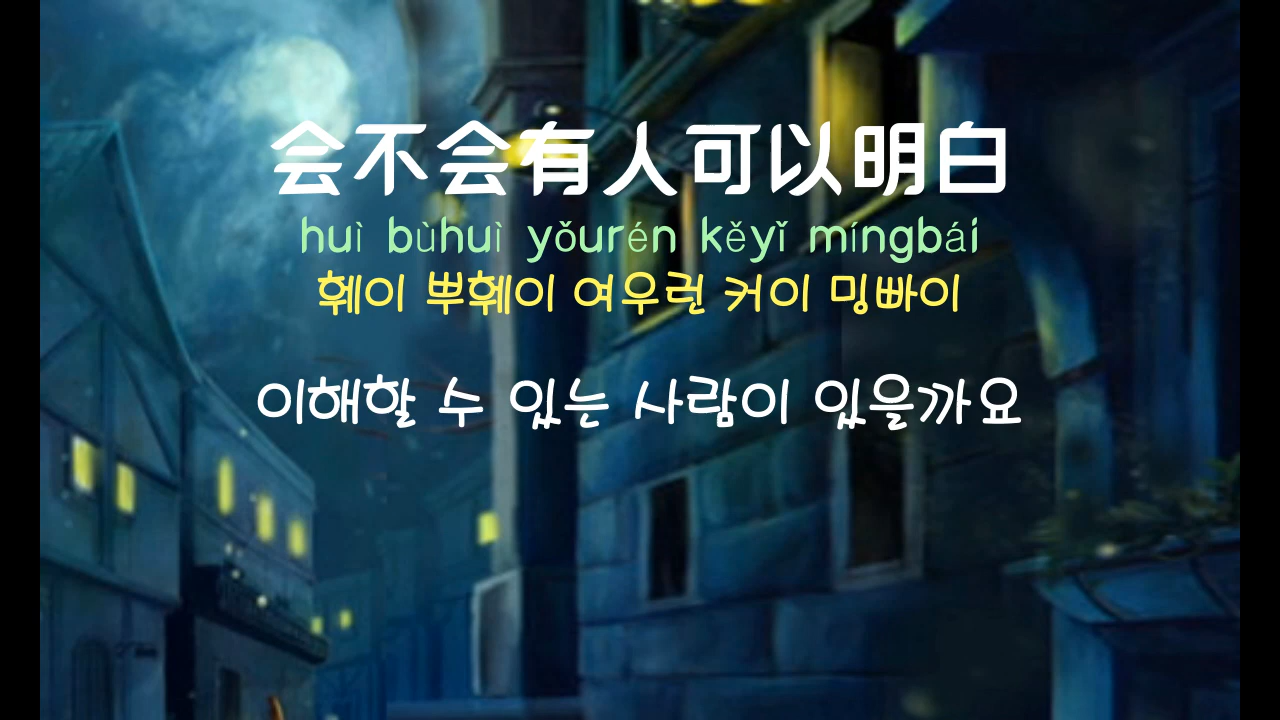 会不会有人可以明白
huì bùhuì yǒurén kěyǐ míngbái
훼이 뿌훼이 여우런 커이 밍빠이
이해할 수 있는 사람이 있을까요